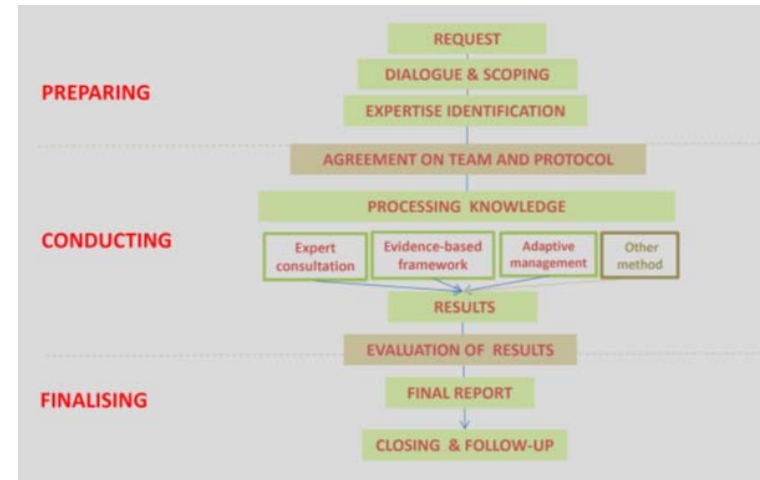 REQUEST
DIALOGUE & SCOPING
PREPARING
EXPERTISE IDENTIFICATION
AGREEMENT ON TEAM AND PROTOCOL
PROCESSING KNOWLEDGE
CONDUCTING
Expert
consultation
Evidence-based
framework
Adaptive
management
Other
method
RESULTS
EVALUATION OF RESULTS
FINALISING
FINAL REPORT
CLOSING & FOLLOW-UP